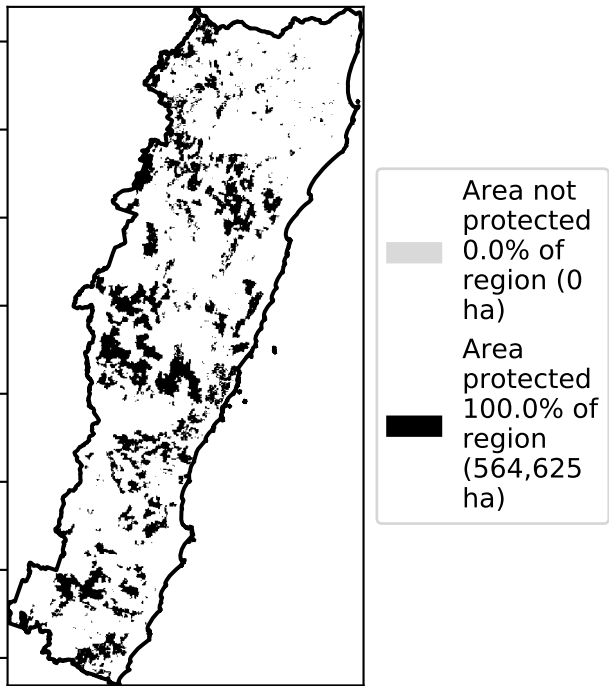 Area not
protected
0.0% of
region (0
ha)
Area
protected
100.0% of
region
(564,625
ha)